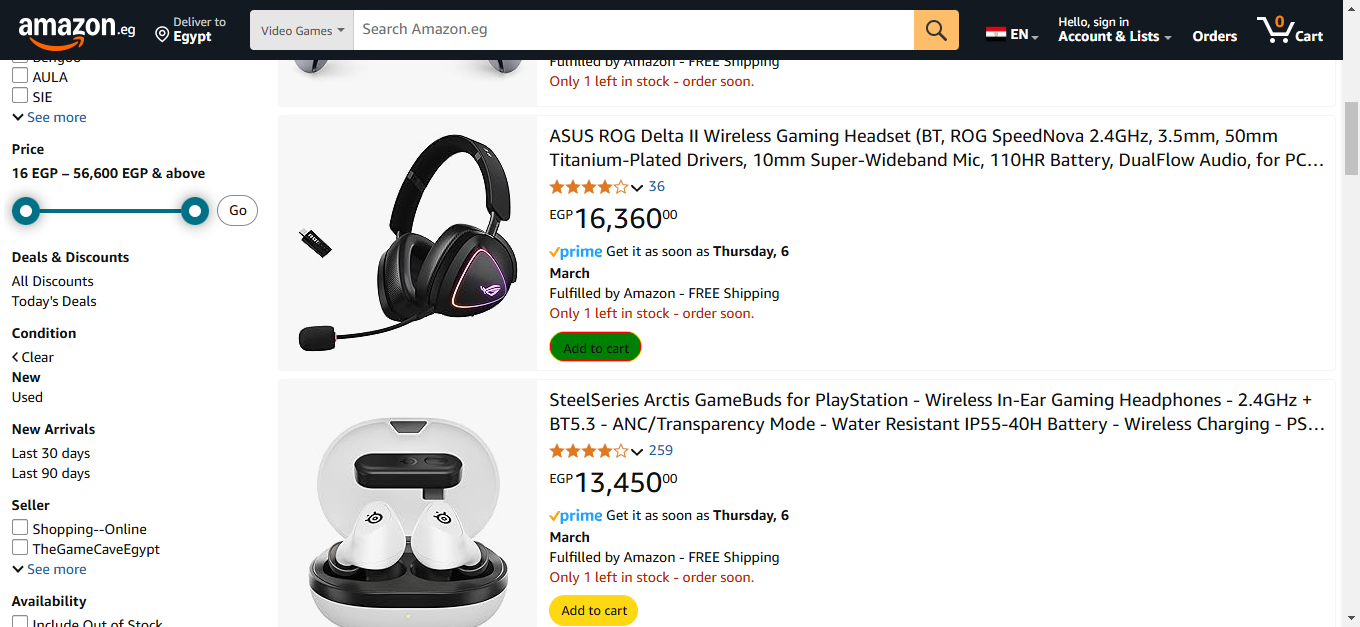 amazon.eg
Deliver to
Egypt
Video Games
Search Amazon.eg
EN
Hello, sign in
Account & Lists
Orders
0
Cart
AULA
SIE
See more
Price
16 EGP – 56,600 EGP & above
Go
Deals & Discounts
All Discounts
Today's Deals
Condition
Clear
New
Used
New Arrivals
Last 30 days
Last 90 days
Seller
Shopping--Online
TheGameCaveEgypt
See more
Availability
Include Out of Stock
Fulfilled by Amazon - FREE Shipping
Only 1 left in stock - order soon.
ASUS ROG Delta II Wireless Gaming Headset (BT, ROG SpeedNova 2.4GHz, 3.5mm, 50mm
Titanium-Plated Drivers, 10mm Super-Wideband Mic, 110HR Battery, DualFlow Audio, for PC…
36
EGP16,36000
prime Get it as soon as Thursday, 6
March
Fulfilled by Amazon - FREE Shipping
Only 1 left in stock - order soon.
Add to cart
SteelSeries Arctis GameBuds for PlayStation - Wireless In-Ear Gaming Headphones - 2.4GHz +
BT5.3 - ANC/Transparency Mode - Water Resistant IP55-40H Battery - Wireless Charging - PS…
259
EGP13,45000
prime Get it as soon as Thursday, 6
March
Fulfilled by Amazon - FREE Shipping
Only 1 left in stock - order soon.
Add to cart